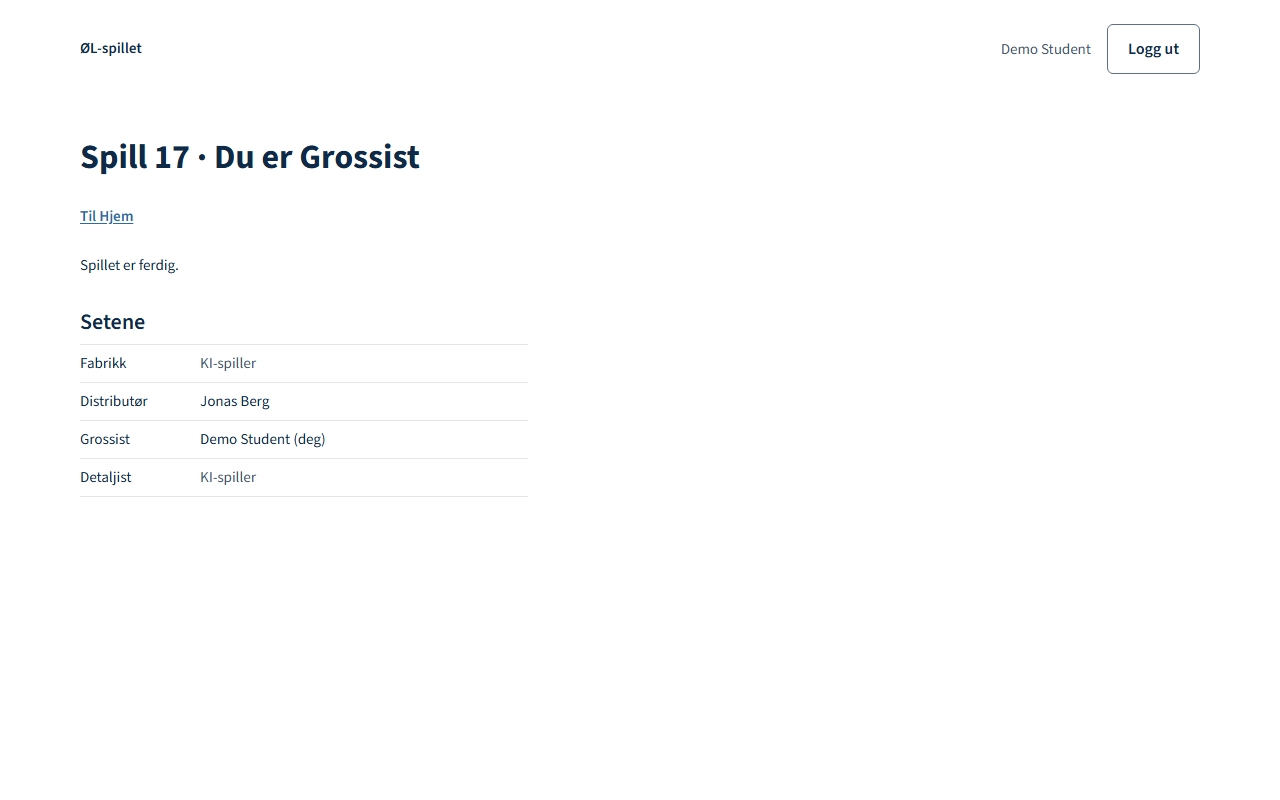 ØL-spillet
Demo Student
Logg ut
Spill 17 · Du er Grossist
Til Hjem
Spillet er ferdig.
Setene
Fabrikk KI-spiller
Distributør Jonas Berg
Grossist Demo Student (deg)
Detaljist KI-spiller